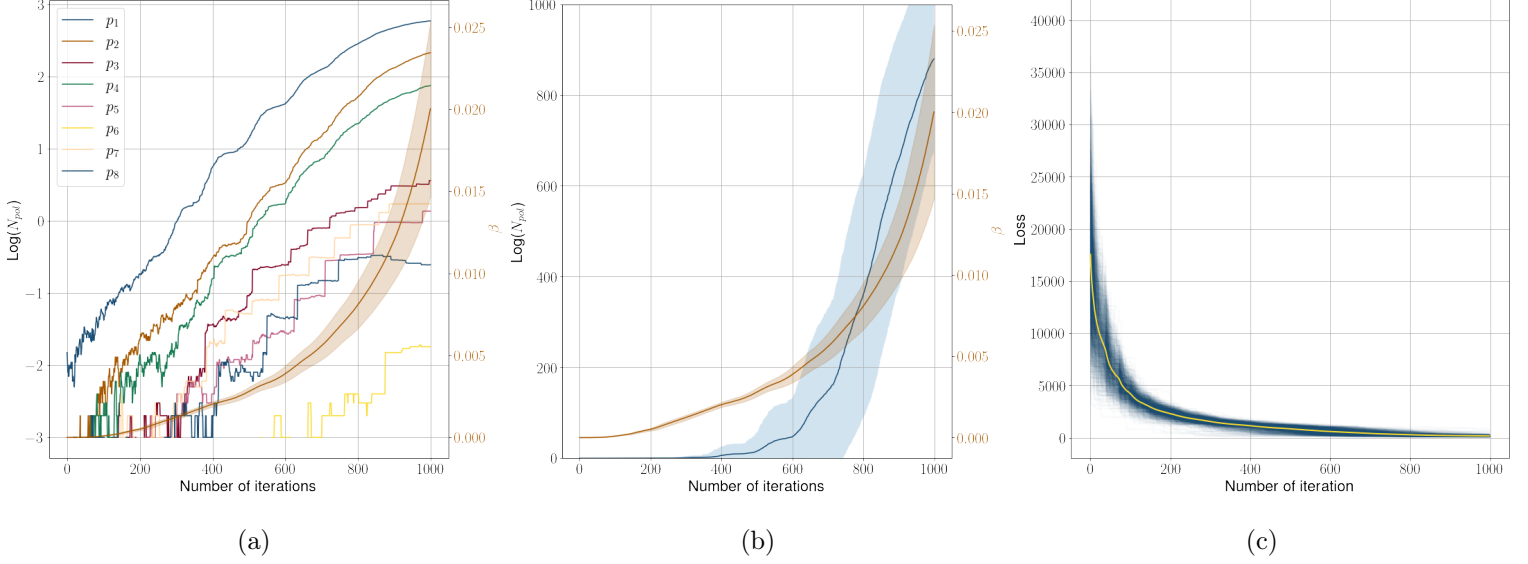 3
2
1
0
−1
−2
−3
Log(N_pol)
p1
p2
p3
p4
p5
p6
p7
p8
0.025
0.020
0.015
0.010
0.005
0.000
β
0 200 400 600 800 1000
Number of iterations
(a)
1000
800
600
400
200
0
Log(N_pol)
0.025
0.020
0.015
0.010
0.005
0.000
β
0 200 400 600 800 1000
Number of iterations
(b)
40000
35000
30000
25000
20000
15000
10000
5000
0
Loss
0 200 400 600 800 1000
Number of iteration
(c)